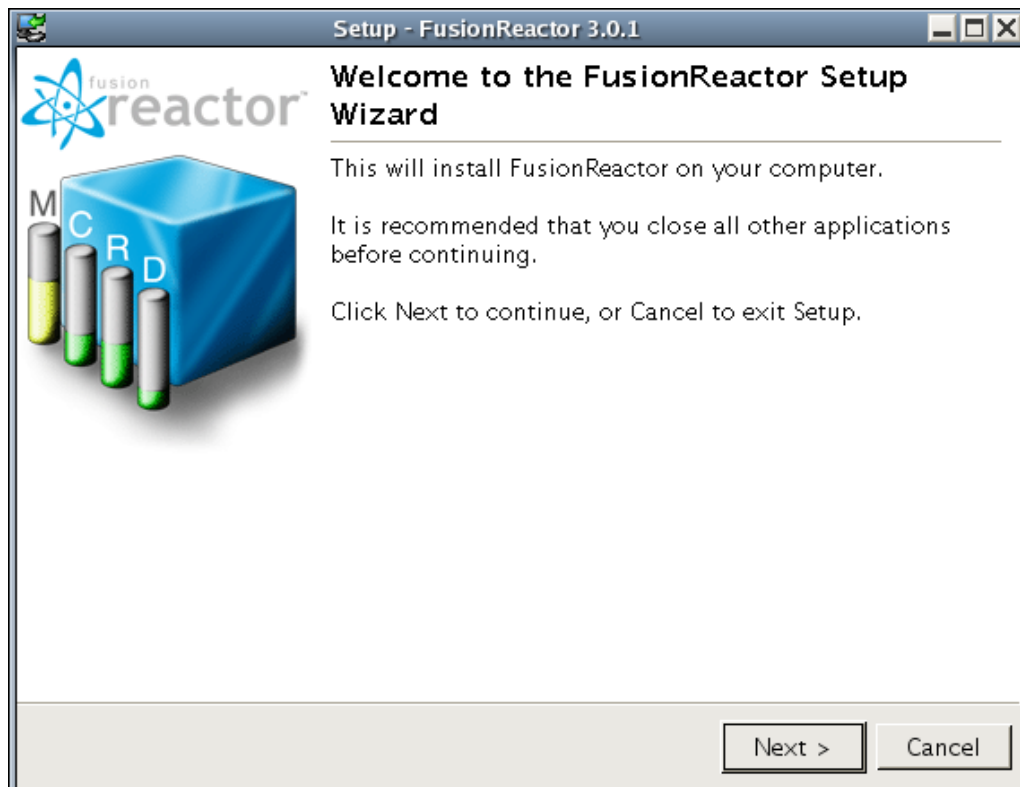 Setup - FusionReactor 3.0.1
fusion
reactor™
Welcome to the FusionReactor Setup
Wizard
This will install FusionReactor on your computer.
It is recommended that you close all other applications
before continuing.
Click Next to continue, or Cancel to exit Setup.
M
C
R
D
Next >
Cancel